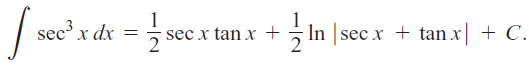 ∫ sec³ x dx = 1/2 sec x tan x + 1/2 ln |sec x + tan x| + C.